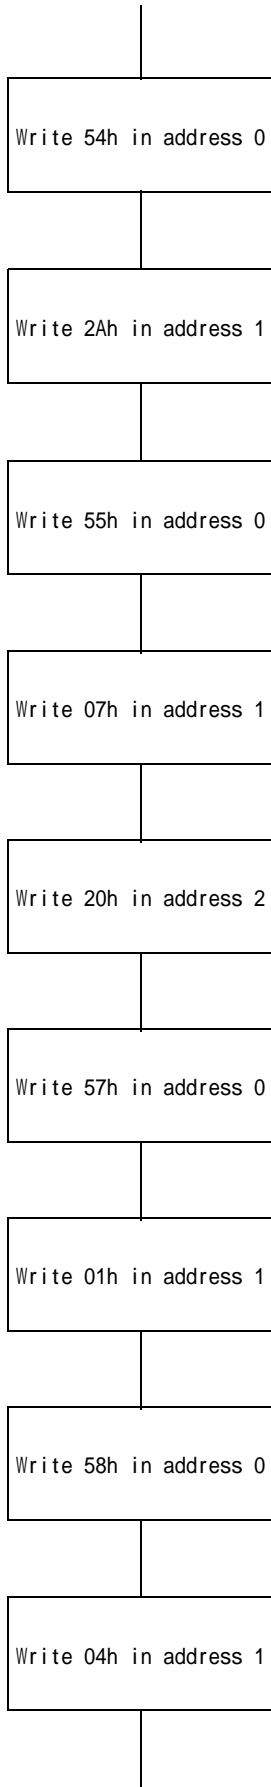 Write 54h in address 0
Write 2Ah in address 1
Write 55h in address 0
Write 07h in address 1
Write 20h in address 2
Write 57h in address 0
Write 01h in address 1
Write 58h in address 0
Write 04h in address 1